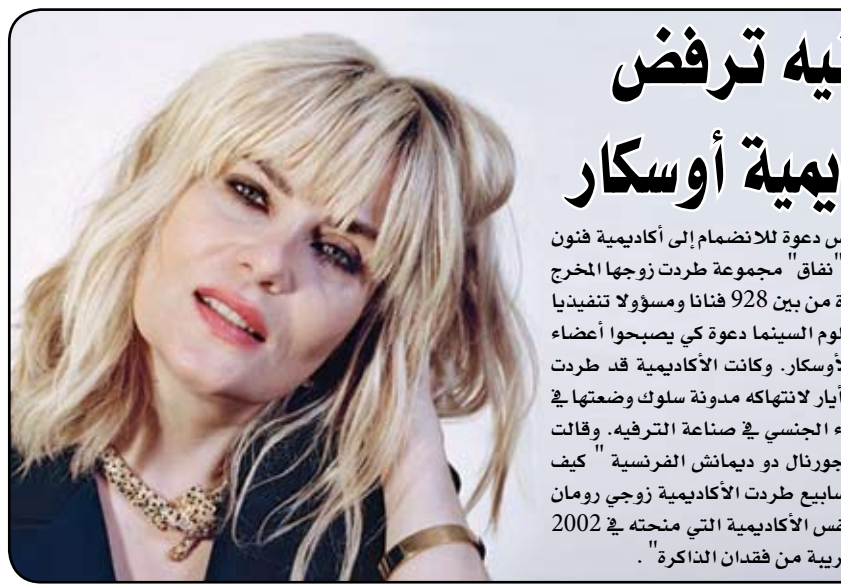 نيه ترفض
يمية أوسكار
س دعوة للانضمام إلى أكاديمية فنون
"نفاق" مجموعة طردت زوجها المخرج
ة من بين 928 فنانا ومسؤولا تنفيذيا
لوم السينما دعوة كي يصبحوا أعضاء
لأوسكار. وكانت الأكاديمية قد طردت
أيار لانتهاكه مدونة سلوك وضعتها في
ء الجنسي في صناعة الترفيه. وقالت
جورنال دو ديمانش الفرنسية " كيف
سابيع طردت الأكاديمية زوجي رومان
فس الأكاديمية التي منحته في 2002
ريبة من فقدان الذاكرة" .